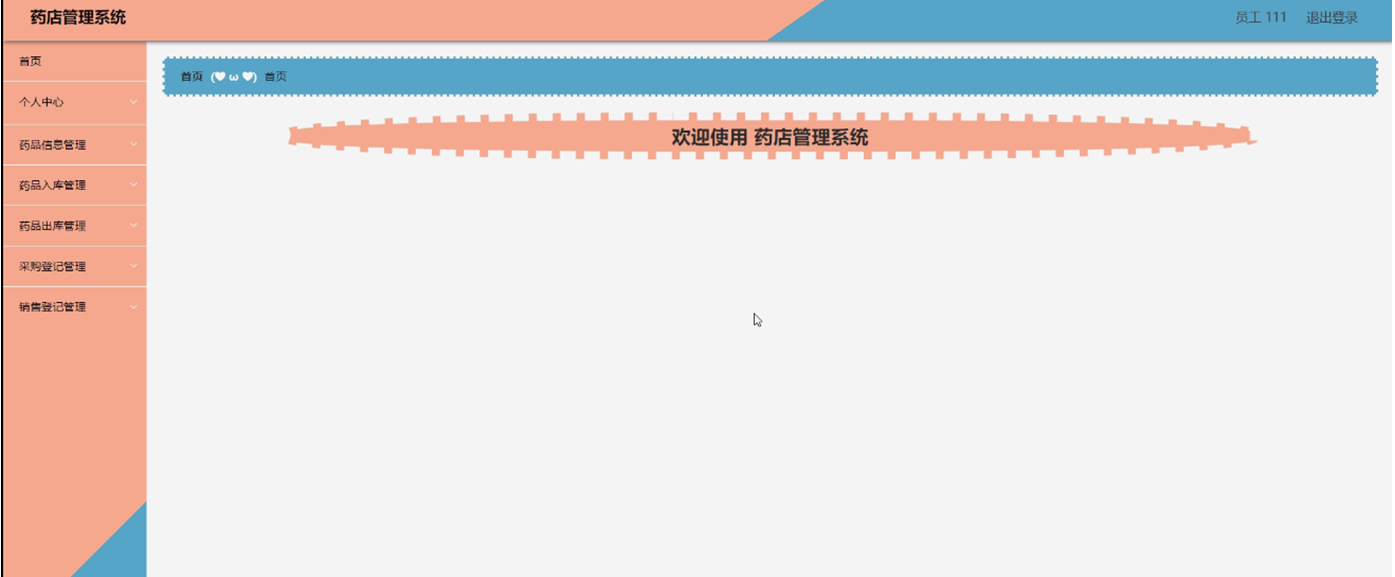 药店管理系统
员工 111 退出登录
首页
个人中心
药品信息管理
药品入库管理
药品出库管理
采购登记管理
销售登记管理
首页 (♥ ω ♥) 首页
欢迎使用 药店管理系统